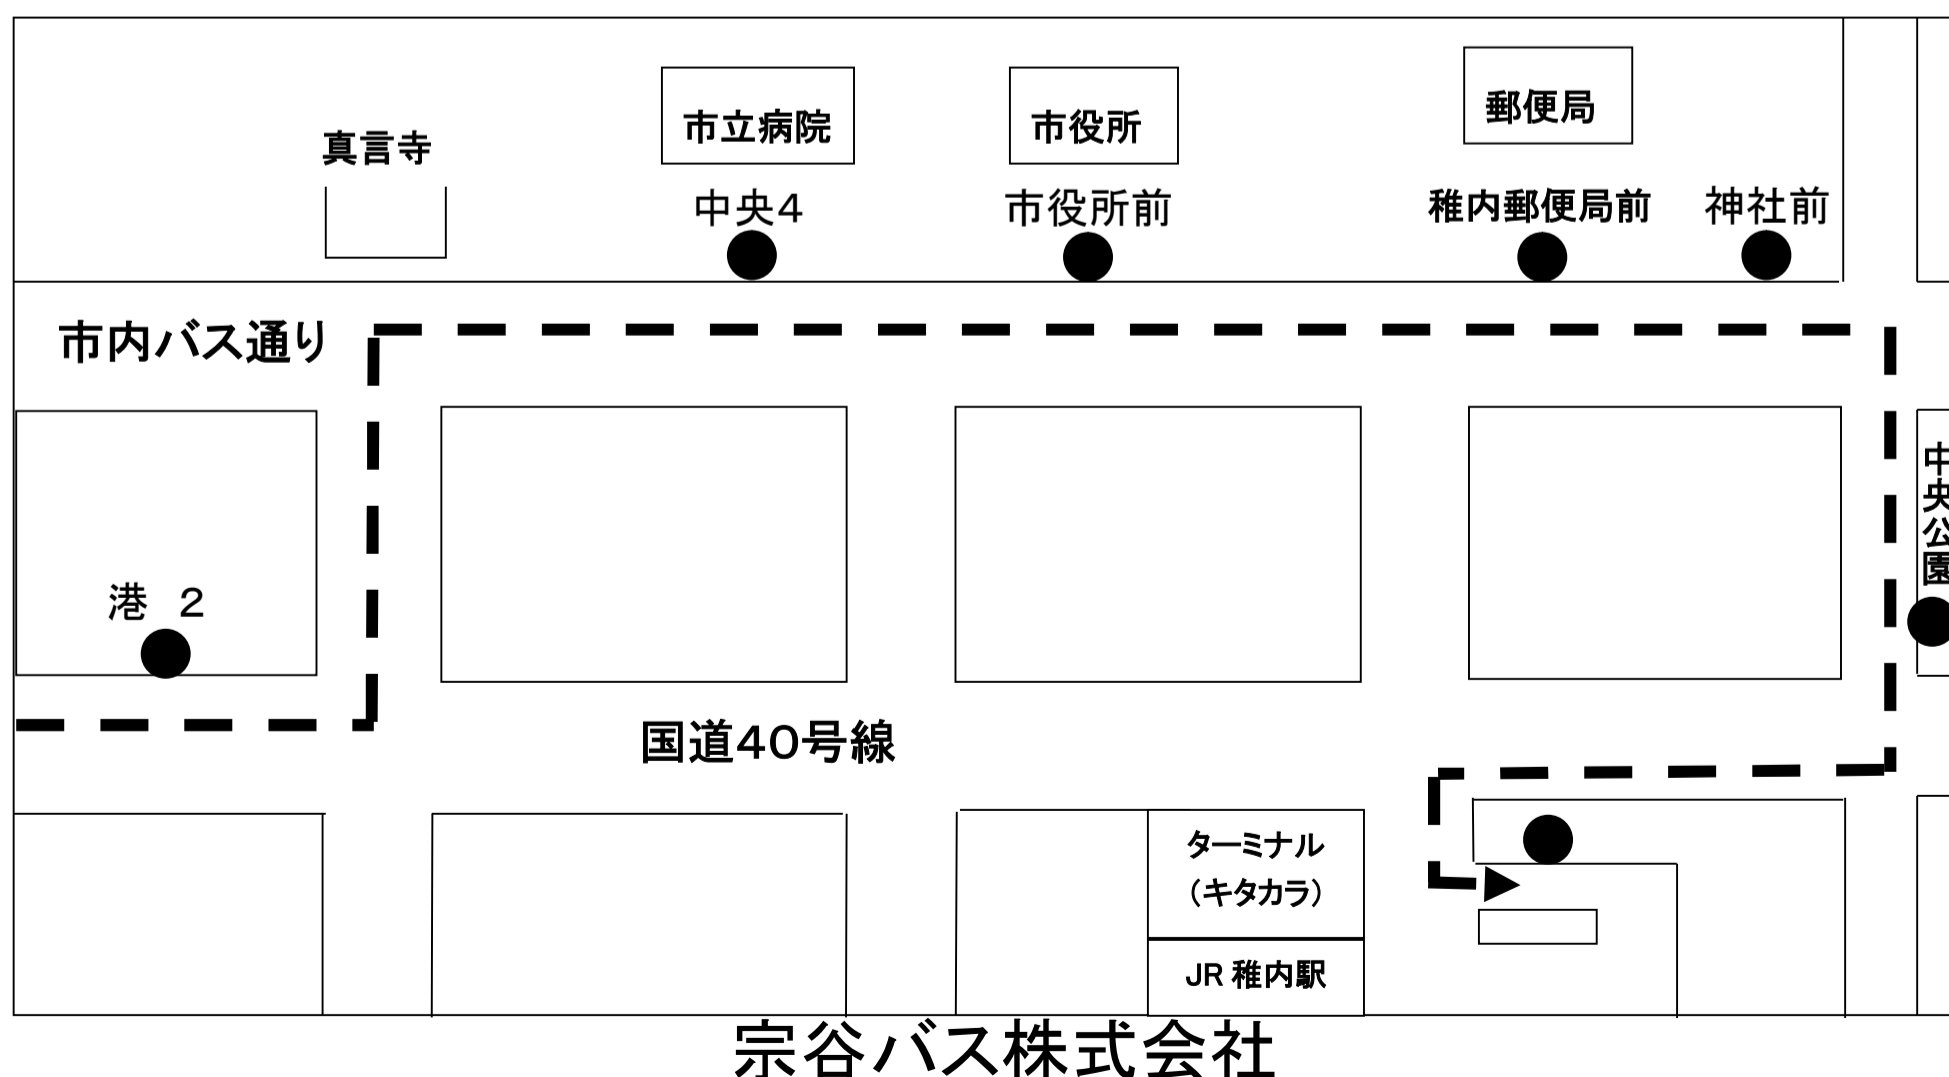 郵便局
市立病院
市役所
真言寺
中央4
市役所前
稚内郵便局前
神社前
市内バス通り
中央公園
港　2
国道40号線
ターミナル
（キタカラ）
JR 稚内駅
宗谷バス株式会社